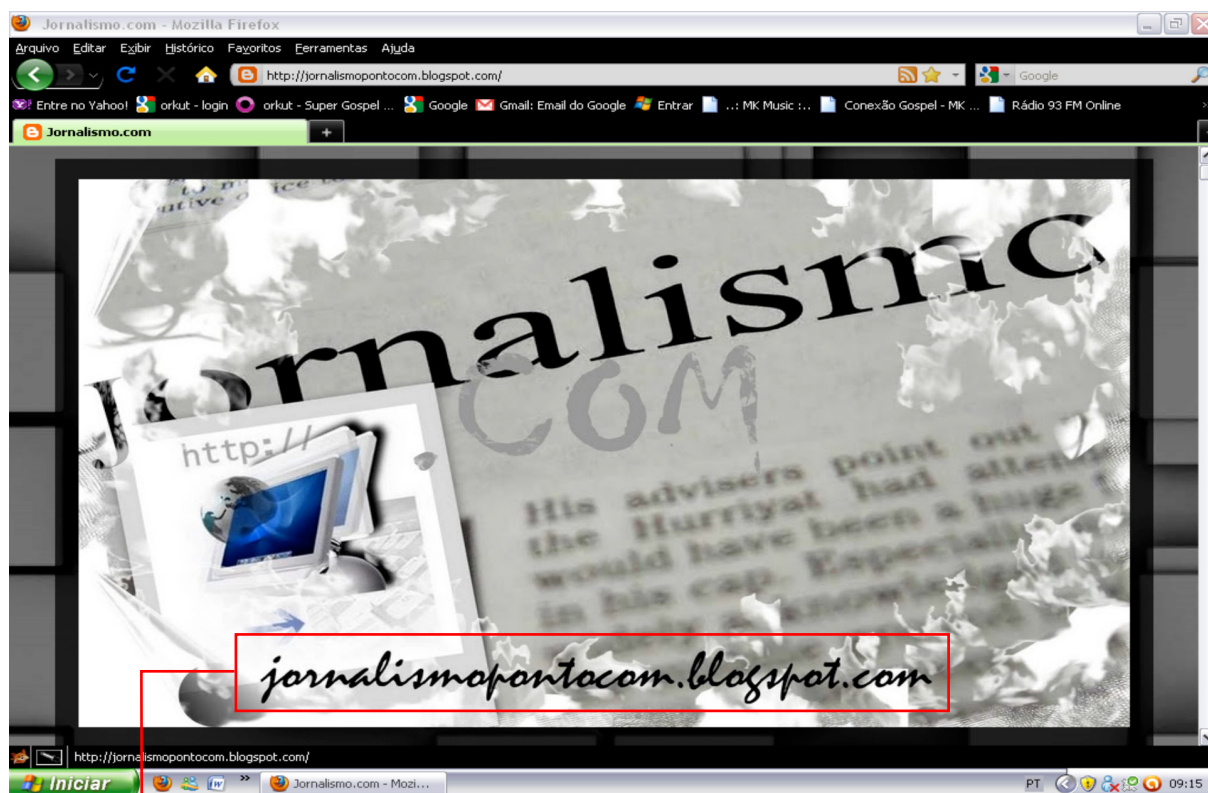 Jornalismo.com - Mozilla Firefox
Arquivo Editar Exibir Histórico Favoritos Ferramentas Ajuda
http://jornalismopontocom.blogspot.com/ Google
Entre no Yahoo! orkut - login orkut - Super Gospel ... Google Gmail: Email do Google Entrar ..: MK Music :.. Conexão Gospel - MK ... Rádio 93 FM Online
Jornalismo.com
Jornalismo
COM
http://
His advisers point out
the Hurriyat had
would have been a huge
in his cap. Especially
jornalismopontocom.blogspot.com
http://jornalismopontocom.blogspot.com/
Iniciar Jornalismo.com - Mozi... PT 09:15